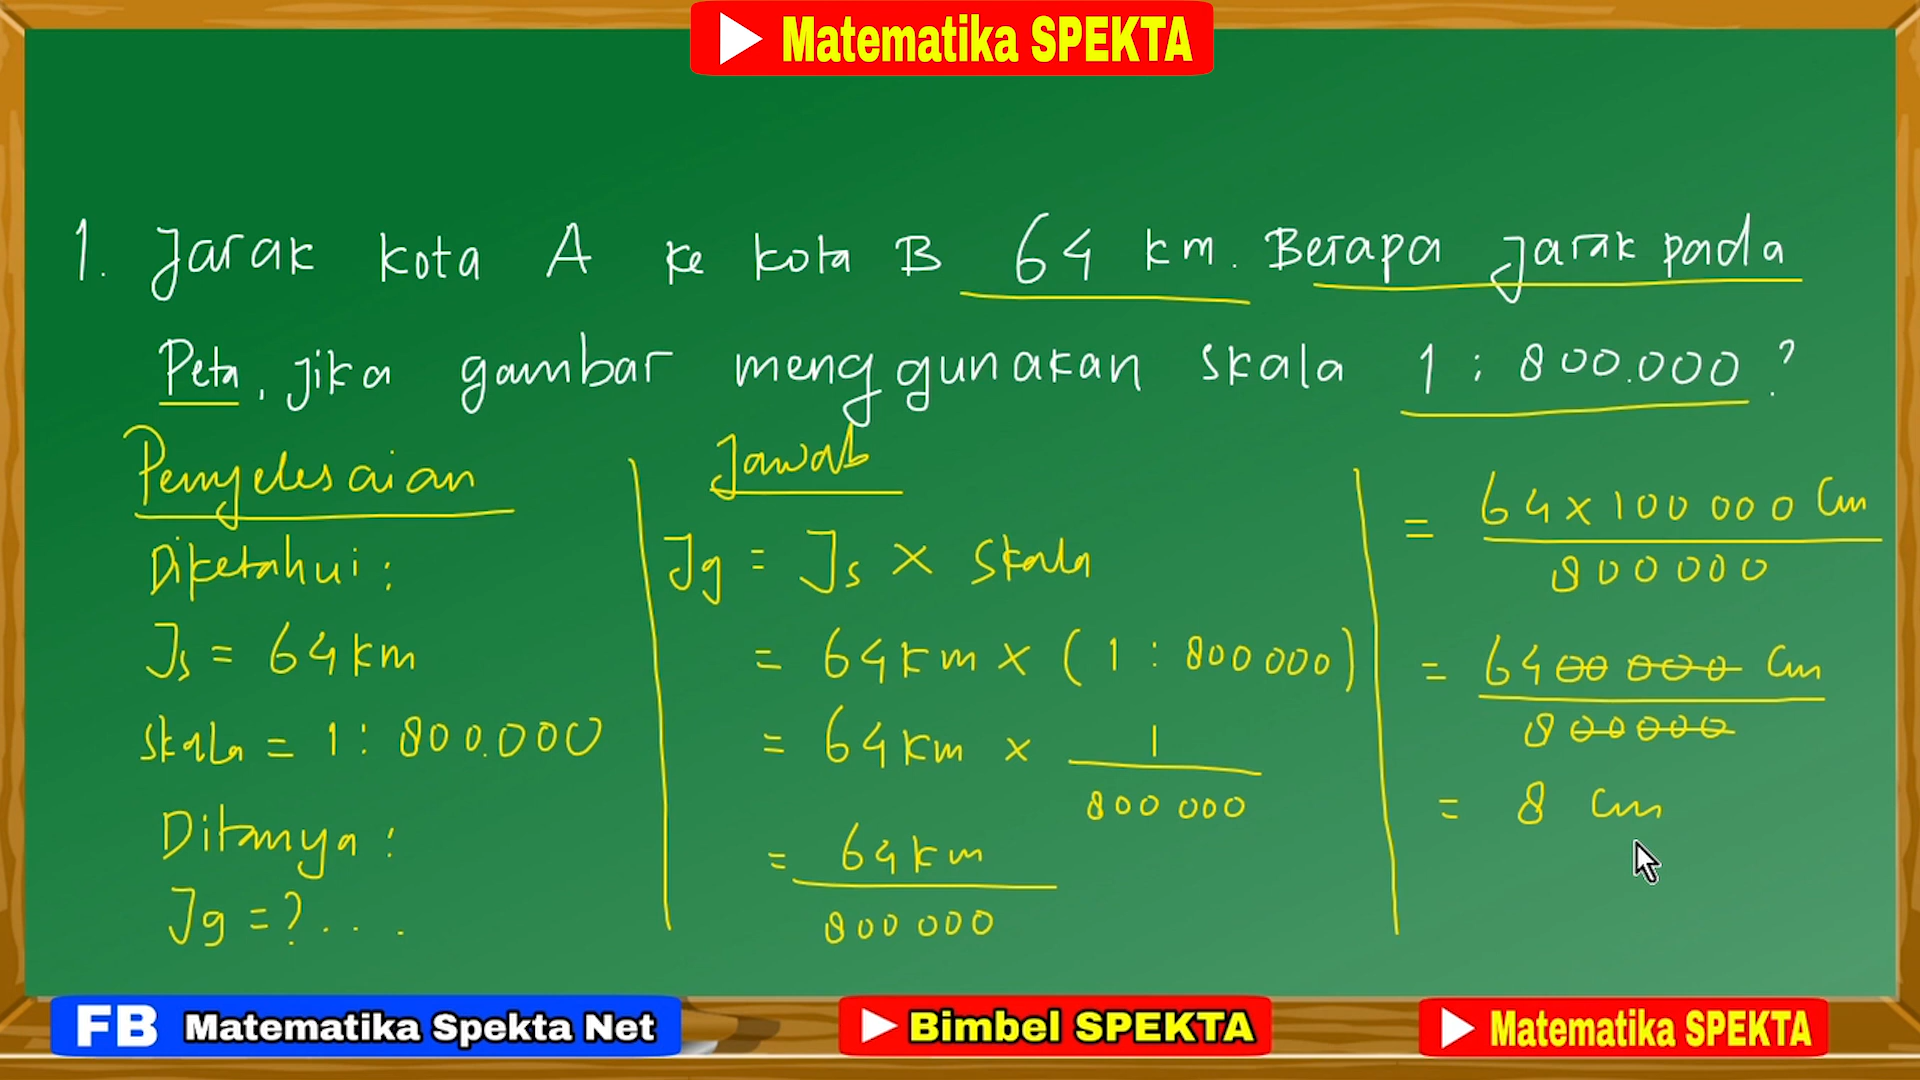 Matematika SPEKTA
1. Jarak kota A ke kota B 64 km. Berapa jarak pada
Peta, jika gambar menggunakan skala 1 : 800.000 ?
Penyelesaian
Diketahui :
Js = 64 km
skala = 1 : 800.000
Ditanya :
Jg = ? . . .
Jawab
Jg = Js × Skala
= 64 km × ( 1 : 800 000 )
= 64 km × 1
800 000
= 64 km
800 000
= 64 × 100 000 cm
800 000
= 6400 000 cm
800000
= 8 cm
FB Matematika Spekta Net
Bimbel SPEKTA
Matematika SPEKTA